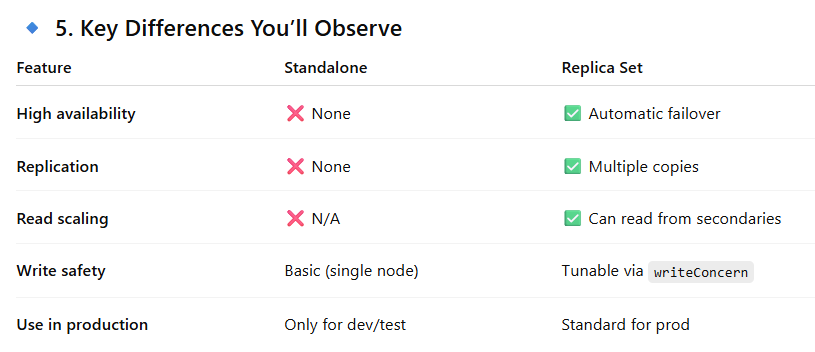 5. Key Differences You'll Observe
Feature Standalone Replica Set
High availability ❌ None ✅ Automatic failover
Replication ❌ None ✅ Multiple copies
Read scaling ❌ N/A ✅ Can read from secondaries
Write safety Basic (single node) Tunable via writeConcern
Use in production Only for dev/test Standard for prod